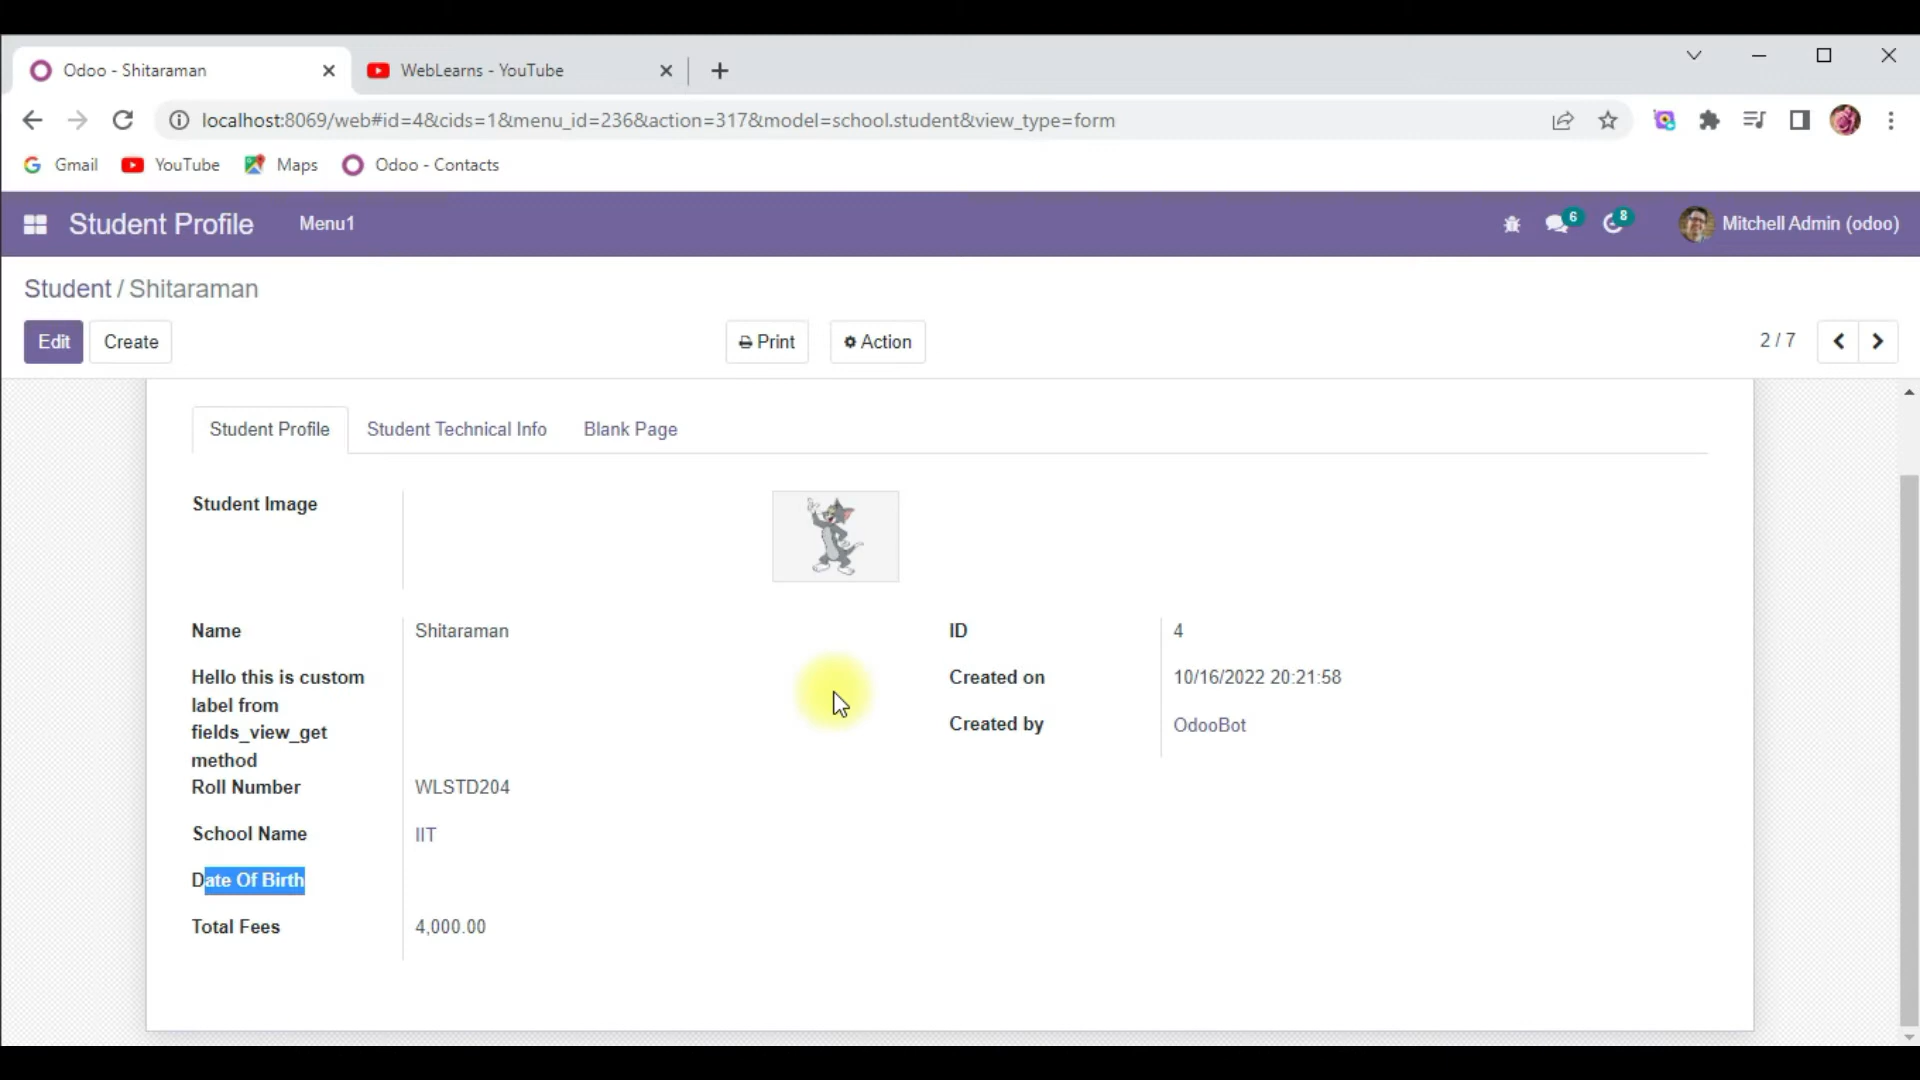 Odoo - Shitaraman
WebLearns - YouTube
localhost:8069/web#id=4&cids=1&menu_id=236&action=317&model=school.student&view_type=form
Gmail
YouTube
Maps
Odoo - Contacts
Student Profile
Menu1
6
8
Mitchell Admin (odoo)
Student / Shitaraman
Edit
Create
Print
Action
2 / 7
Student Profile
Student Technical Info
Blank Page
Student Image
Name
Shitaraman
Hello this is custom
label from
fields_view_get
method
Roll Number
WLSTD204
School Name
IIT
Date Of Birth
Total Fees
4,000.00
ID
4
Created on
10/16/2022 20:21:58
Created by
OdooBot